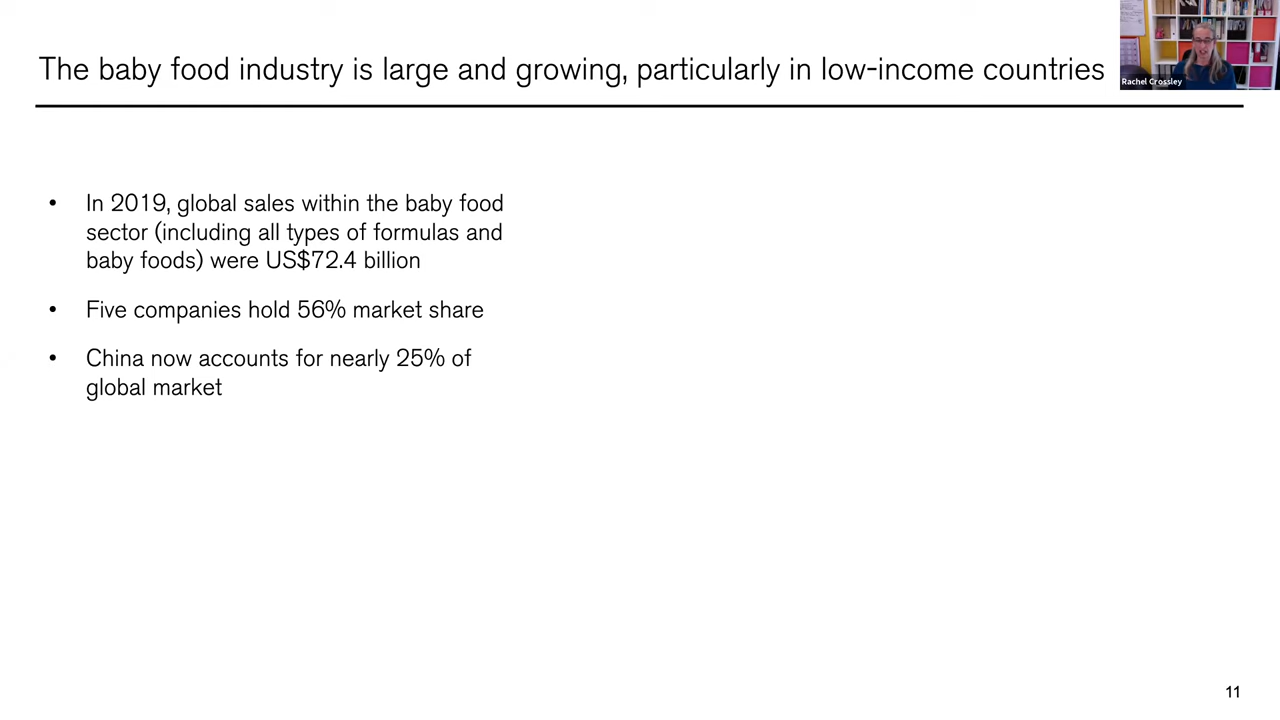 The baby food industry is large and growing, particularly in low-income countries
Rachel Crossley
• In 2019, global sales within the baby food
sector (including all types of formulas and
baby foods) were US$72.4 billion
• Five companies hold 56% market share
• China now accounts for nearly 25% of
global market
11